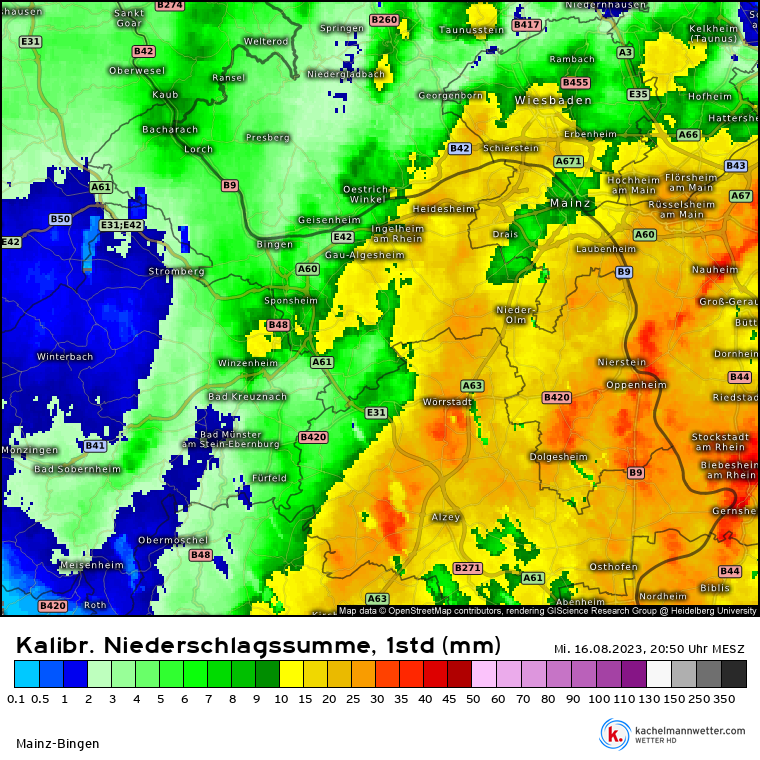 shausen
B274
Sankt
Goar
B260
B417
Niedernhausen
E31
B42
Welterod
Springen
Taunusstein
Kelkheim
(Taunus)
A3
Oberwesel
Ransel
Niedergladbach
Rambach
B455
Kaub
Georgenborn
Wiesbaden
E35
Hofheim
Bacharach
Presberg
Erbenheim
A66
Hattershe
Lorch
B42
Schierstein
A671
B43
A61
B9
Oestrich-
Winkel
Hochheim
am Main
Flörsheim
am Main
A67
B50
E31;E42
Geisenheim
Heidesheim
Mainz
Rüsselsheim
am Main
E42
Bingen
E42
Ingelheim
am Rhein
Drais
A60
Gau-Algesheim
Laubenheim
Stromberg
A60
B9
Nauheim
Sponsheim
Nieder-
Olm
Groß-Gerau
B48
Bütt
Winterbach
Winzenheim
A61
Nierstein
Dornheim
Bad Kreuznach
A63
Oppenheim
B44
E31
Wörrstadt
B420
Riedstad
Monzingen
B41
Bad Münster
am Stein-Ebernburg
B420
Stockstadt
am Rhein
Bad Sobernheim
Fürfeld
Dolgesheim
B9
Biebesheim
am Rhein
Alzey
Gernshe
Obermoschel
B48
Meisenheim
B271
A61
Osthofen
B44
B420
Roth
A63
Abenheim
Nordheim
Biblis
Map data © OpenStreetMap contributors, rendering GIScience Research Group @ Heidelberg University
Kalibr. Niederschlagssumme, 1std (mm)
Mi. 16.08.2023, 20:50 Uhr MESZ
0.1 0.5 1 2 3 4 5 6 7 8 9 10 15 20 25 30 35 40 45 50 60 70 80 90 100 110 130 150 250 350
Mainz-Bingen
k.
kachelmannwetter.com
WETTER HD